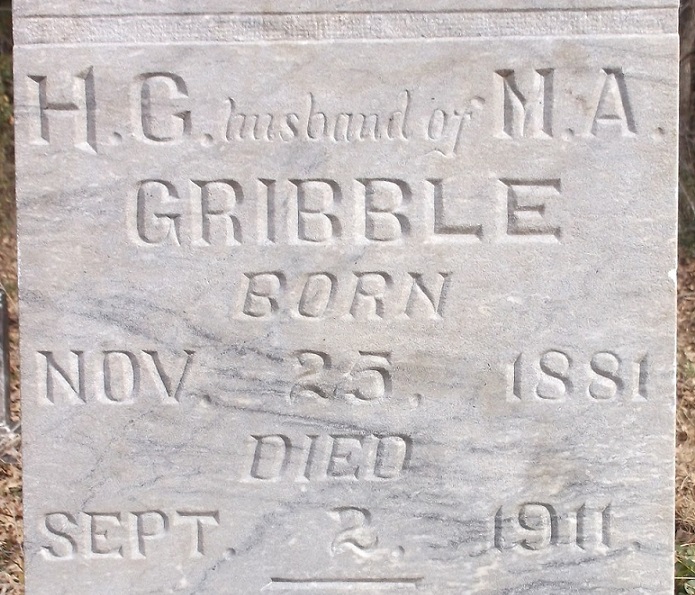 H. G. husband of M. A.
GRIBBLE
BORN
NOV. 25, 1881
DIED
SEPT. 2, 1911.